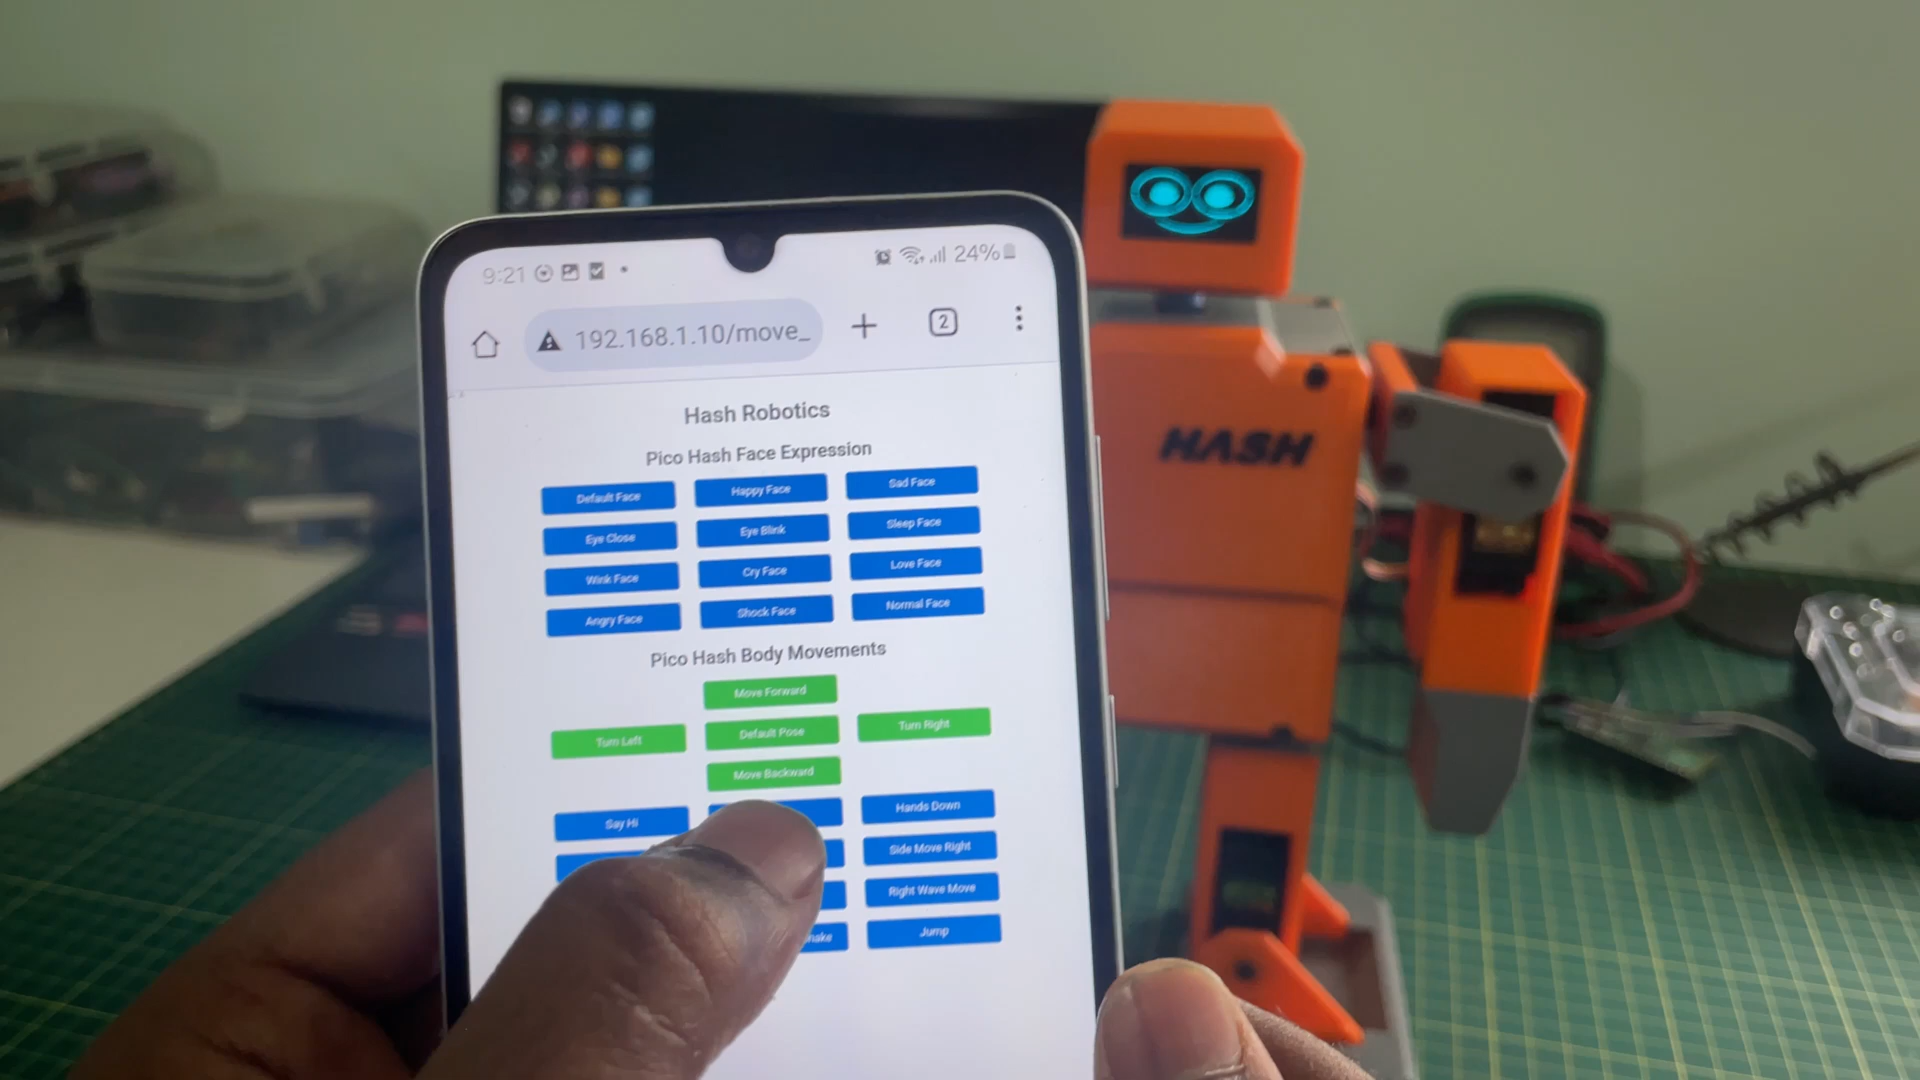 9:21 24%
192.168.1.10/move_ 2
Hash Robotics
Pico Hash Face Expression
Default Face Happy Face Sad Face
Eye Close Eye Blink Sleep Face
Wink Face Cry Face Love Face
Angry Face Shock Face Normal Face
Pico Hash Body Movements
Move Forward
Turn Left Default Pose Turn Right
Move Backward
Say Hi Hands Down
Side Move Right
Right Wave Move
Jump
HASH